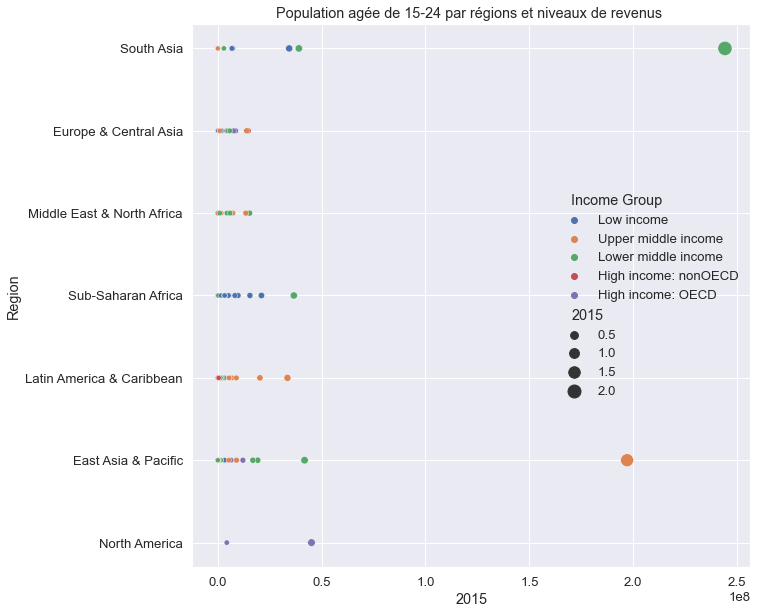 Population agée de 15-24 par régions et niveaux de revenus
South Asia
Europe & Central Asia
Middle East & North Africa
Sub-Saharan Africa
Latin America & Caribbean
East Asia & Pacific
North America
Region
Income Group
Low income
Upper middle income
Lower middle income
High income: nonOECD
High income: OECD
2015
0.5
1.0
1.5
2.0
0.0 0.5 1.0 1.5 2.0 2.5
1e8
2015